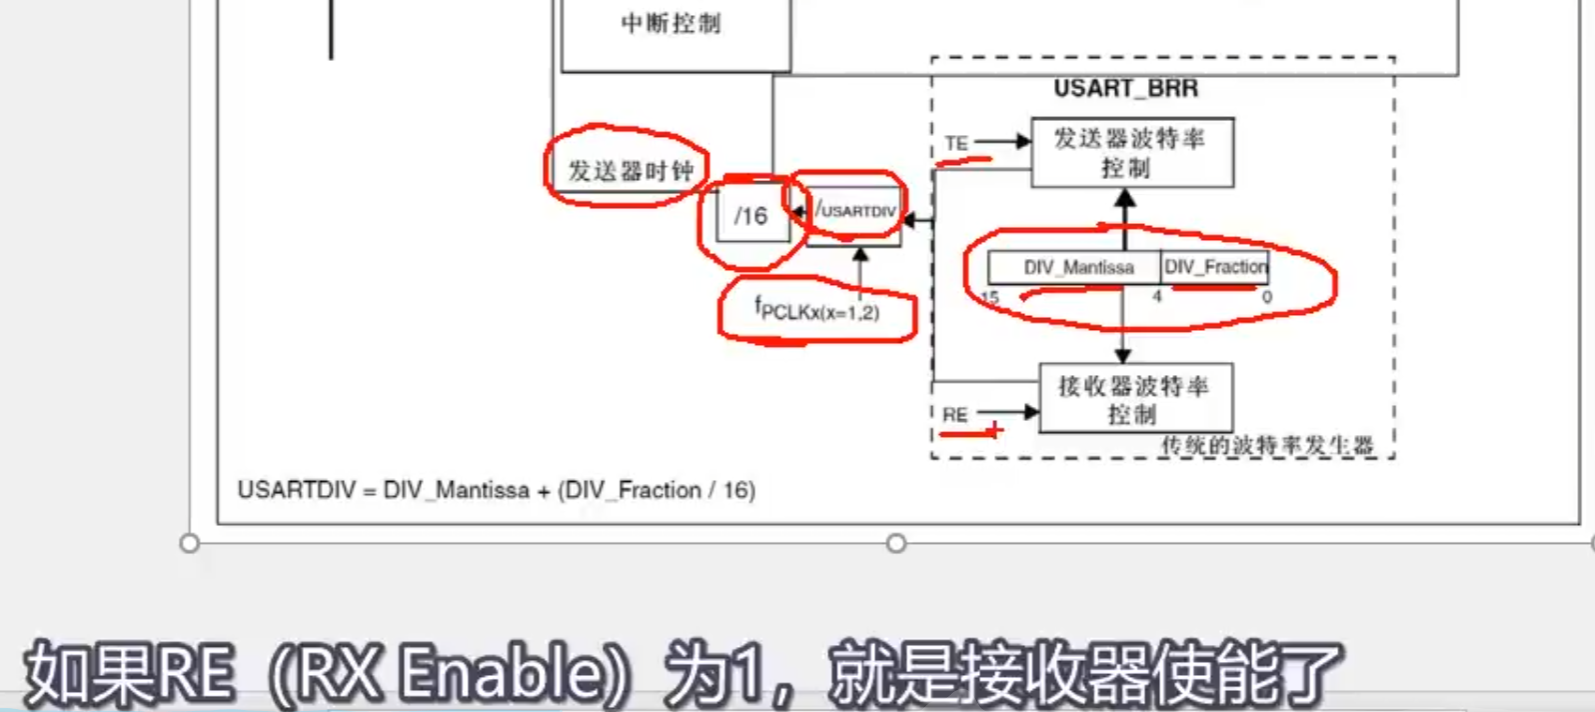 中断控制
USART_BRR
TE
发送器波特率
控制
发送器时钟
/16
/USARTDIV
DIV_Mantissa
DIV_Fraction
15
4
0
fPCLKx(x=1,2)
接收器波特率
控制
RE
传统的波特率发生器
USARTDIV = DIV_Mantissa + (DIV_Fraction / 16)
如果RE（RX Enable）为1，就是接收器使能了